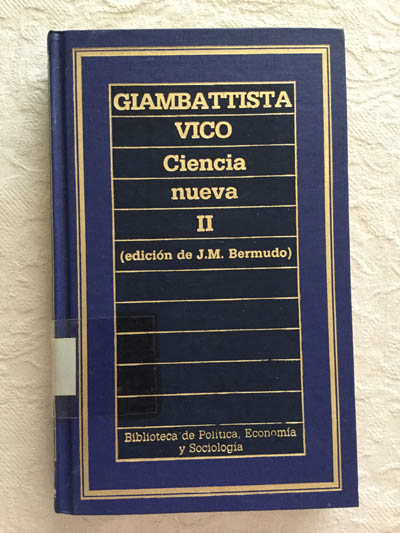 GIAMBATTISTA
VICO
Ciencia
nueva
II
(edición de J.M. Bermudo)
Biblioteca de Política, Economía
y Sociología